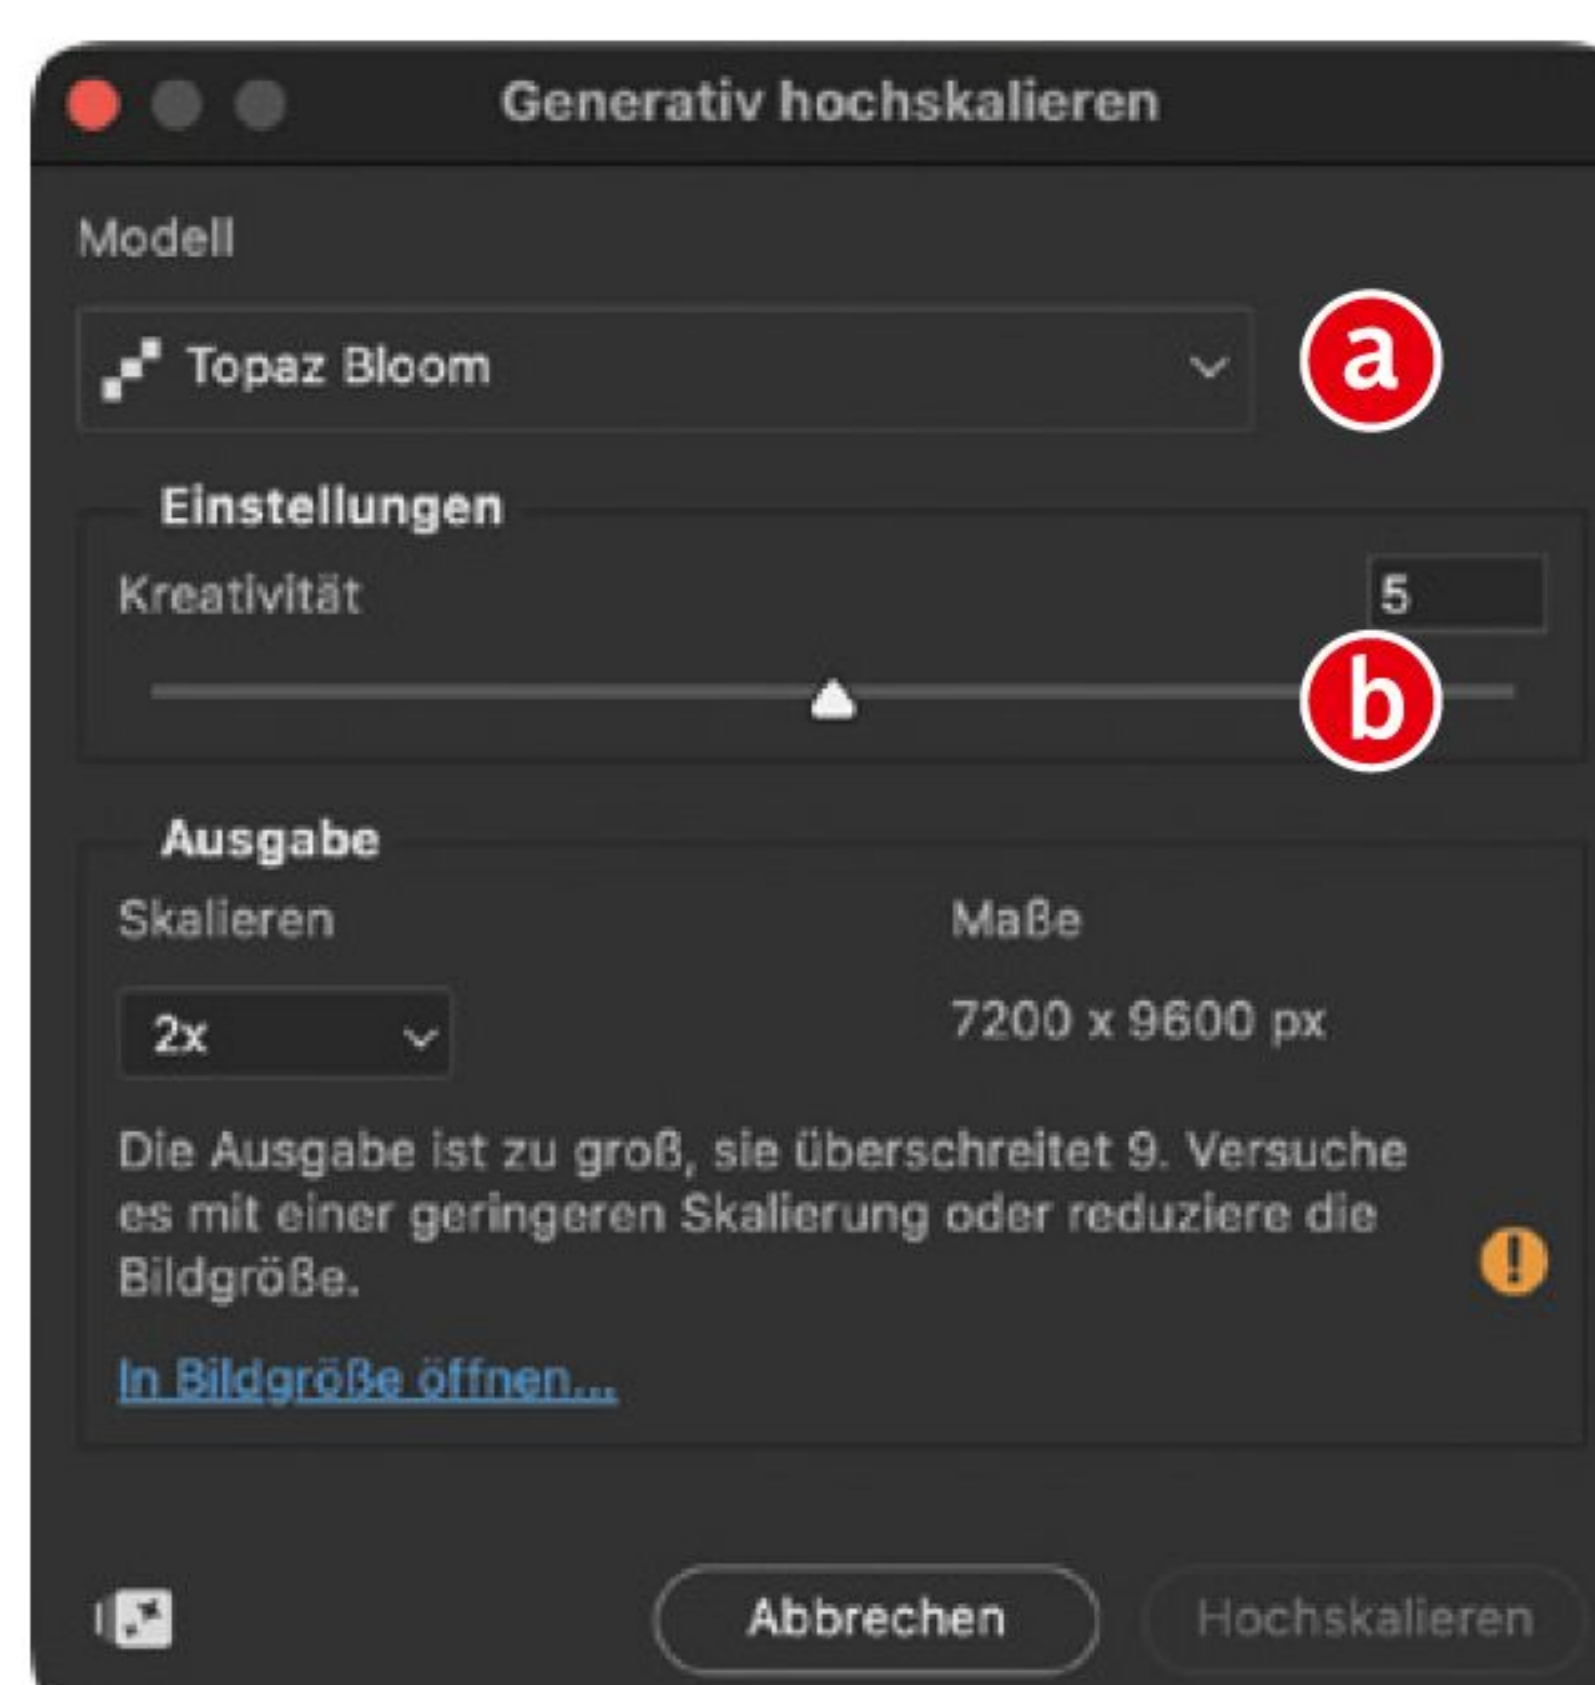 Generativ hochskalieren
Modell
Topaz Bloom
a
Einstellungen
Kreativität
5
b
Ausgabe
Skalieren
Maße
2x
7200 x 9600 px
Die Ausgabe ist zu groß, sie überschreitet 9. Versuche
es mit einer geringeren Skalierung oder reduziere die
Bildgröße.
In Bildgröße öffnen...
Abbrechen
Hochskalieren